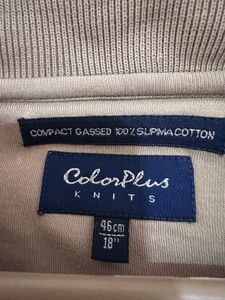 COMPACT GASSED 100% SUPIMA COTTON
ColorPlus
KNITS
46cm
18"